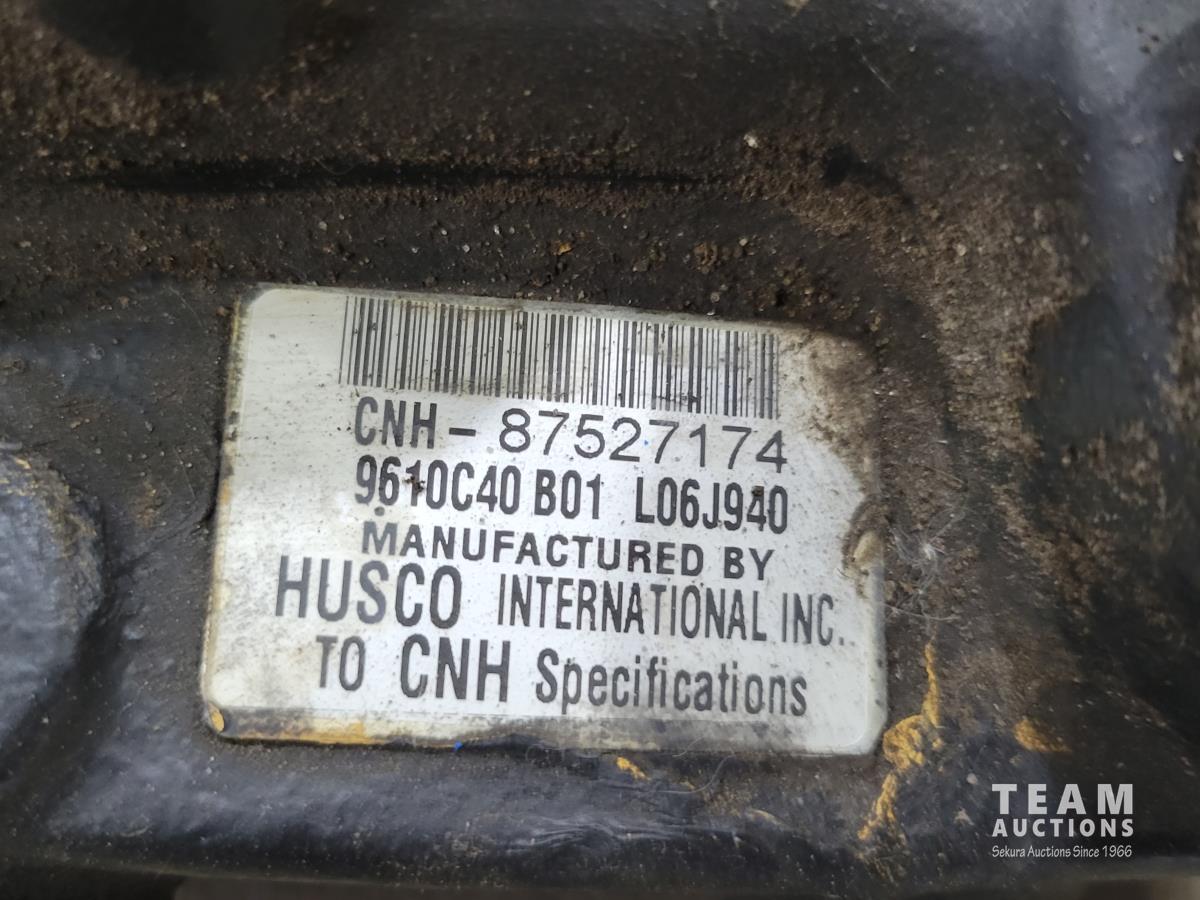 CNH- 87527174
9610C40 B01 L06J940
MANUFACTURED BY
HUSCO INTERNATIONAL INC.
TO CNH Specifications
TEAM
AUCTIONS
Sekura Auctions Since 1966